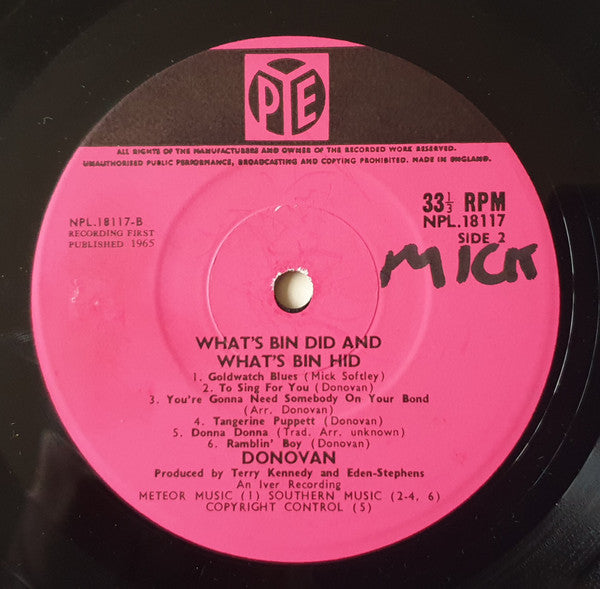 PYE
ALL RIGHTS OF THE MANUFACTURERS AND OWNER OF THE RECORDED WORK RESERVED.
UNAUTHORISED PUBLIC PERFORMANCE, BROADCASTING AND COPYING PROHIBITED. MADE IN ENGLAND.
NPL.18117-B
RECORDING FIRST
PUBLISHED 1965
33⅓ RPM
NPL.18117
SIDE 2
MICK
WHAT'S BIN DID AND
WHAT'S BIN HID
1. Goldwatch Blues (Mick Softley)
2. To Sing For You (Donovan)
3. You're Gonna Need Somebody On Your Bond
(Arr. Donovan)
4. Tangerine Puppett (Donovan)
5. Donna Donna (Trad. Arr. unknown)
6. Ramblin' Boy (Donovan)
DONOVAN
Produced by Terry Kennedy and Eden-Stephens
An Iver Recording
METEOR MUSIC (1) SOUTHERN MUSIC (2-4, 6)
COPYRIGHT CONTROL (5)